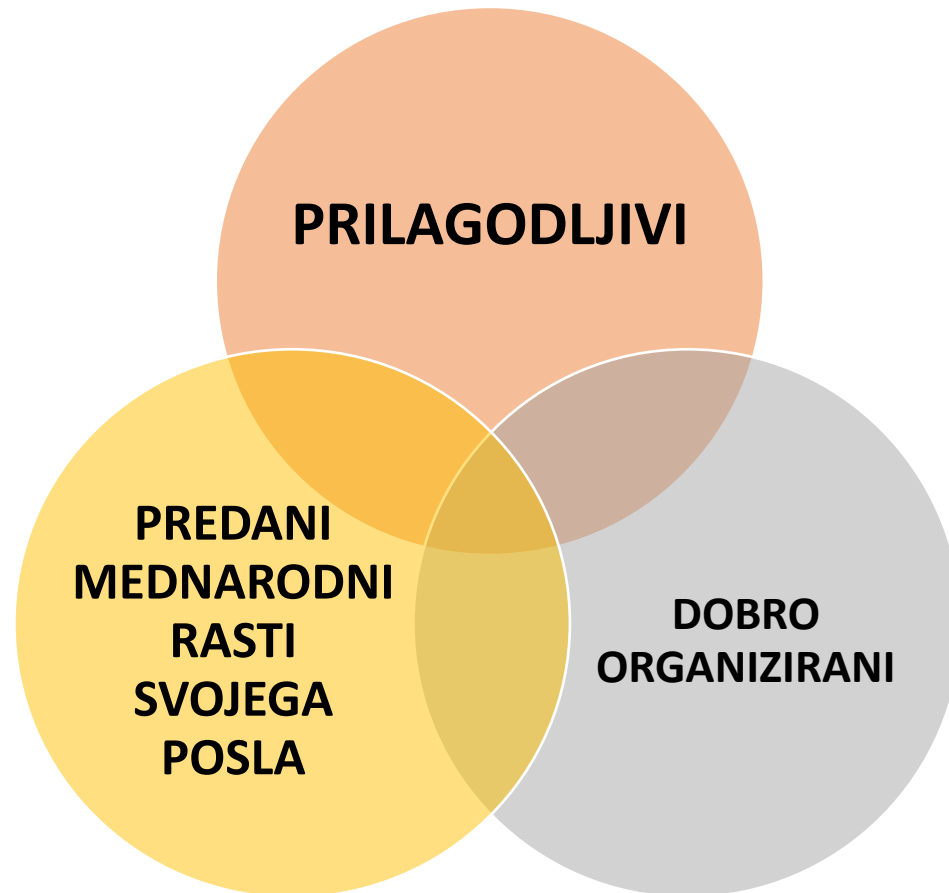 PRILAGODLJIVI
PREDANI
MEDNARODNI
RASTI
SVOJEGA
POSLA
DOBRO
ORGANIZIRANI